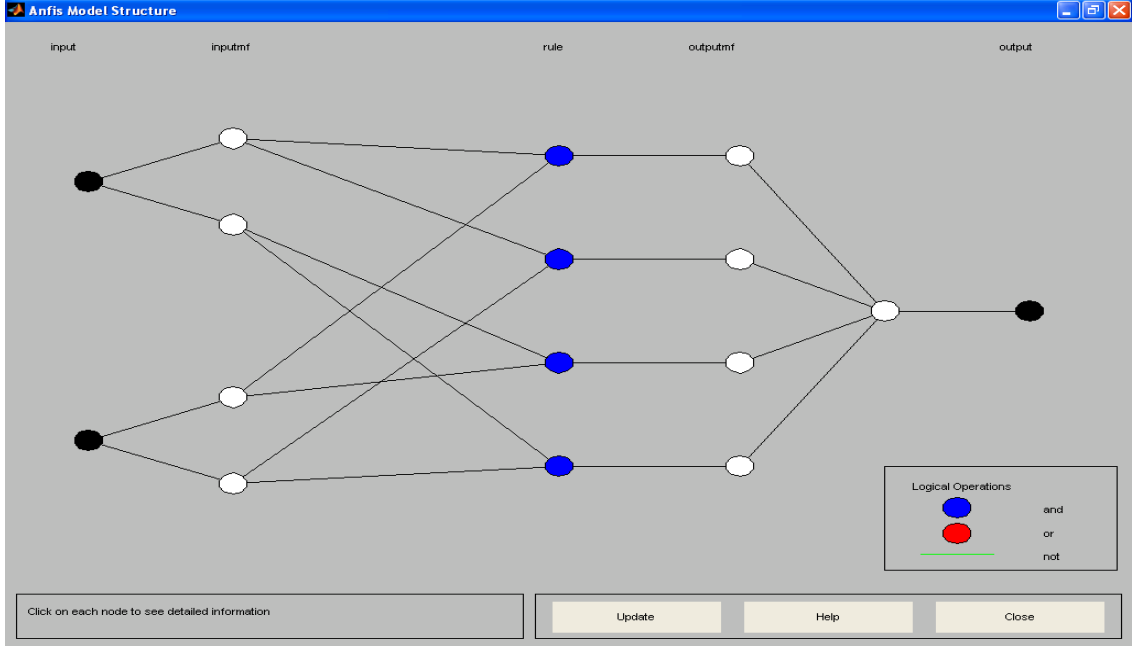 Anfis Model Structure
input inputmf rule outputmf output
Logical Operations
and
or
not
Click on each node to see detailed information
Update Help Close